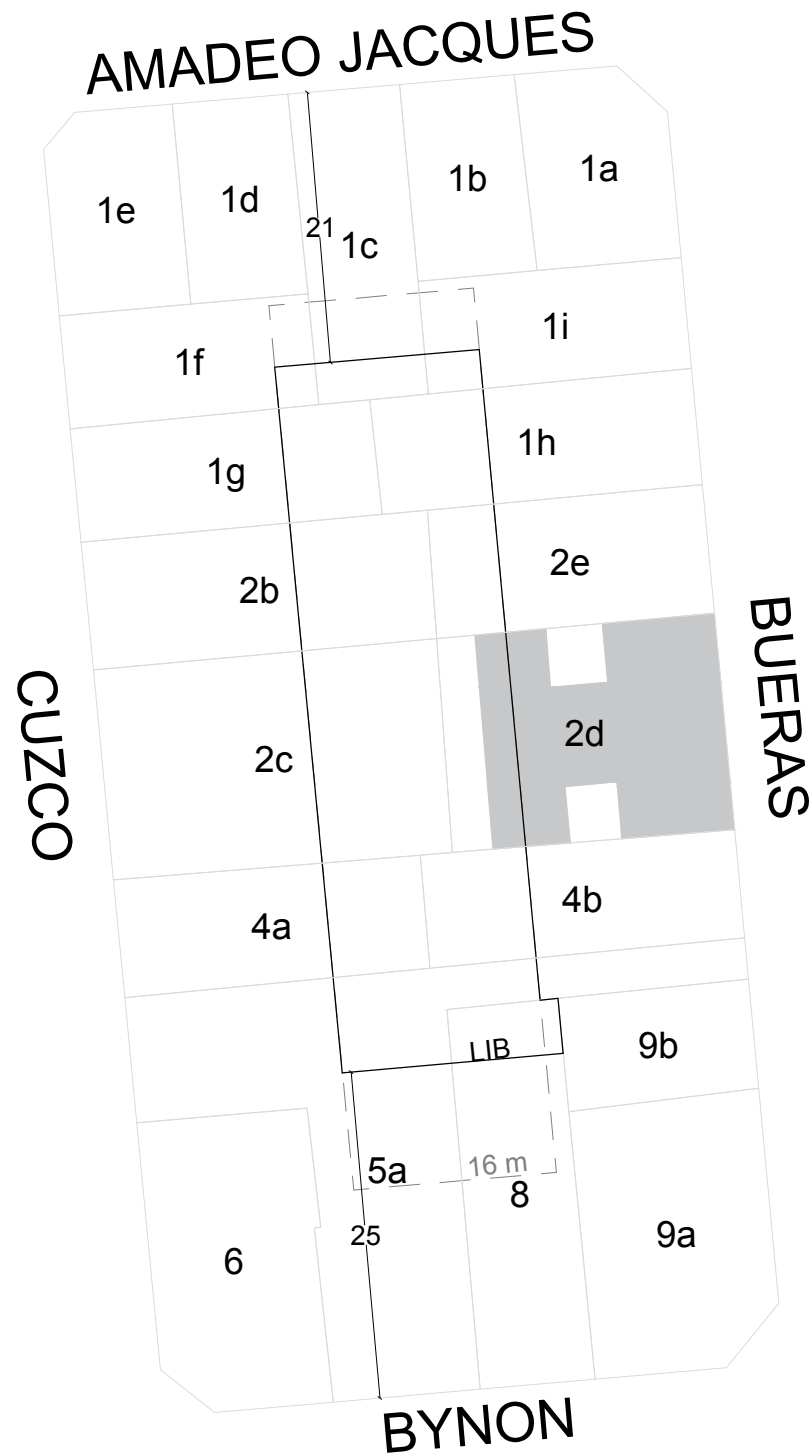 AMADEO JACQUES
1e
1d
1c
1b
1a
21
1f
1i
1g
1h
2b
2e
CUZCO
2c
2d
BUERAS
4a
4b
LIB
9b
5a
16 m
8
25
6
9a
BYNON